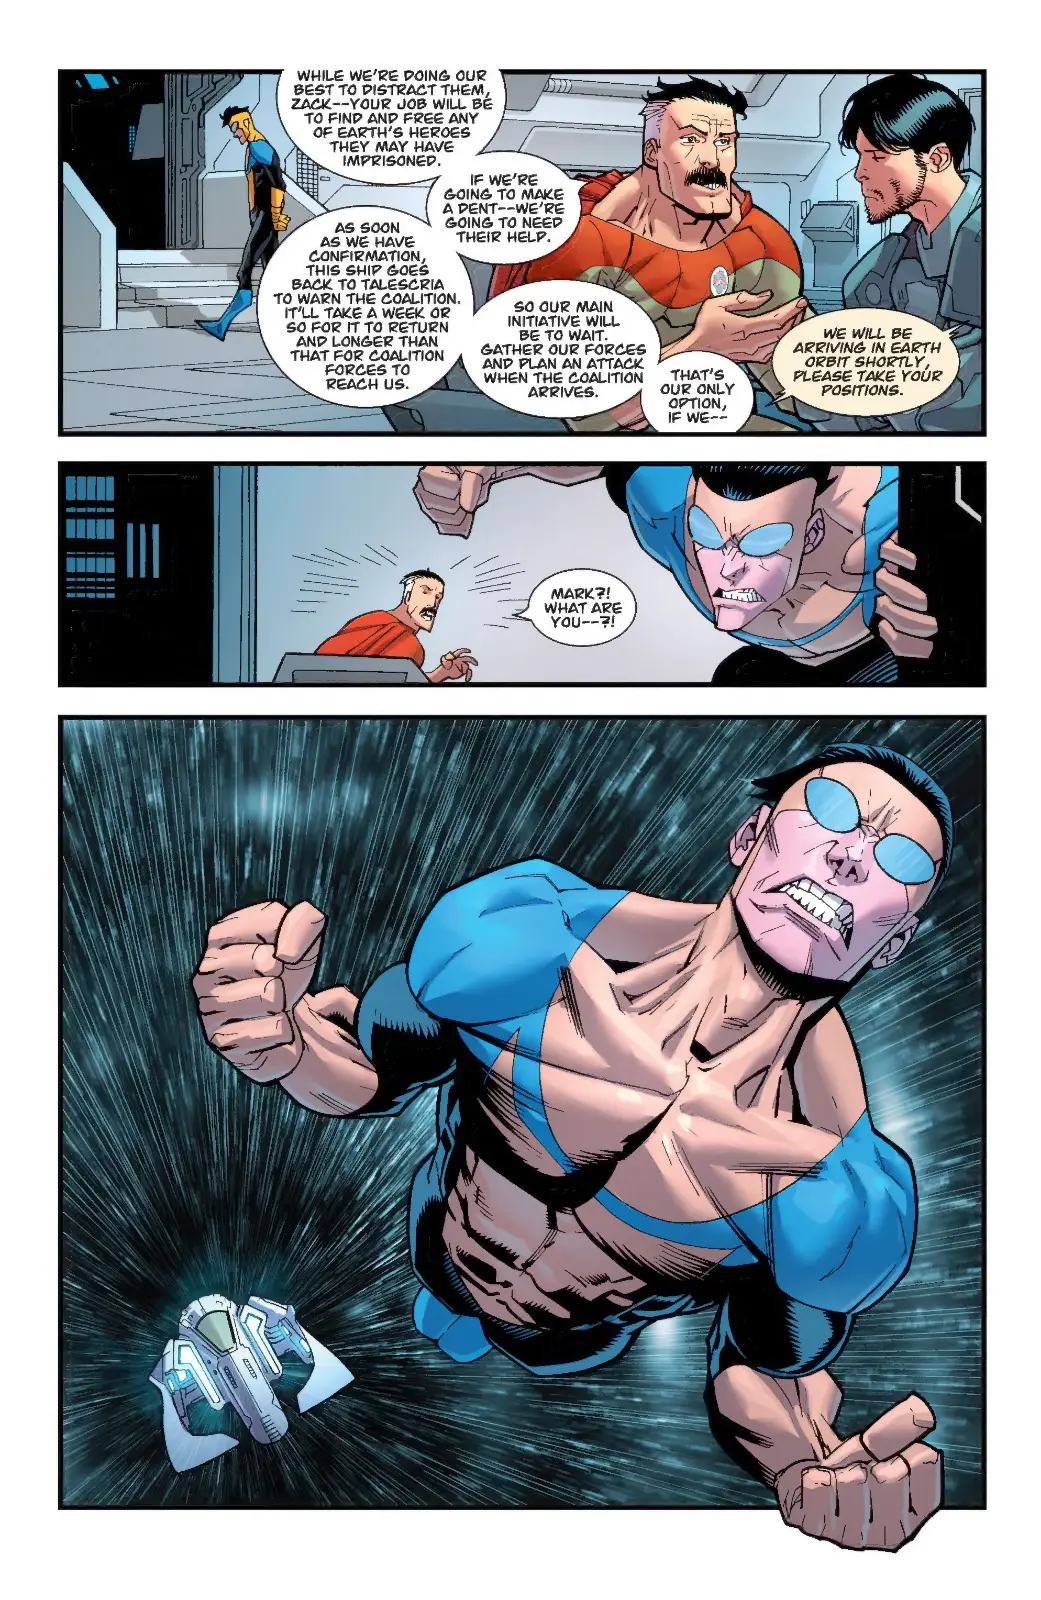 WHILE WE'RE DOING OUR
BEST TO DISTRACT THEM,
ZACK--YOUR JOB WILL BE
TO FIND AND FREE ANY
OF EARTH'S HEROES
THEY MAY HAVE
IMPRISONED.
IF WE'RE
GOING TO MAKE
A DENT--WE'RE
GOING TO NEED
THEIR HELP.
AS SOON
AS WE HAVE
CONFIRMATION,
THIS SHIP GOES
BACK TO TALESCRIA
TO WARN THE COALITION.
IT'LL TAKE A WEEK OR
SO FOR IT TO RETURN
AND LONGER THAN
THAT FOR COALITION
FORCES TO
REACH US.
SO OUR MAIN
INITIATIVE WILL
BE TO WAIT.
GATHER OUR FORCES
AND PLAN AN ATTACK
WHEN THE COALITION
ARRIVES.
THAT'S
OUR ONLY
OPTION,
IF WE--
WE WILL BE
ARRIVING IN EARTH
ORBIT SHORTLY,
PLEASE TAKE YOUR
POSITIONS.
MARK?!
WHAT ARE
YOU--?!